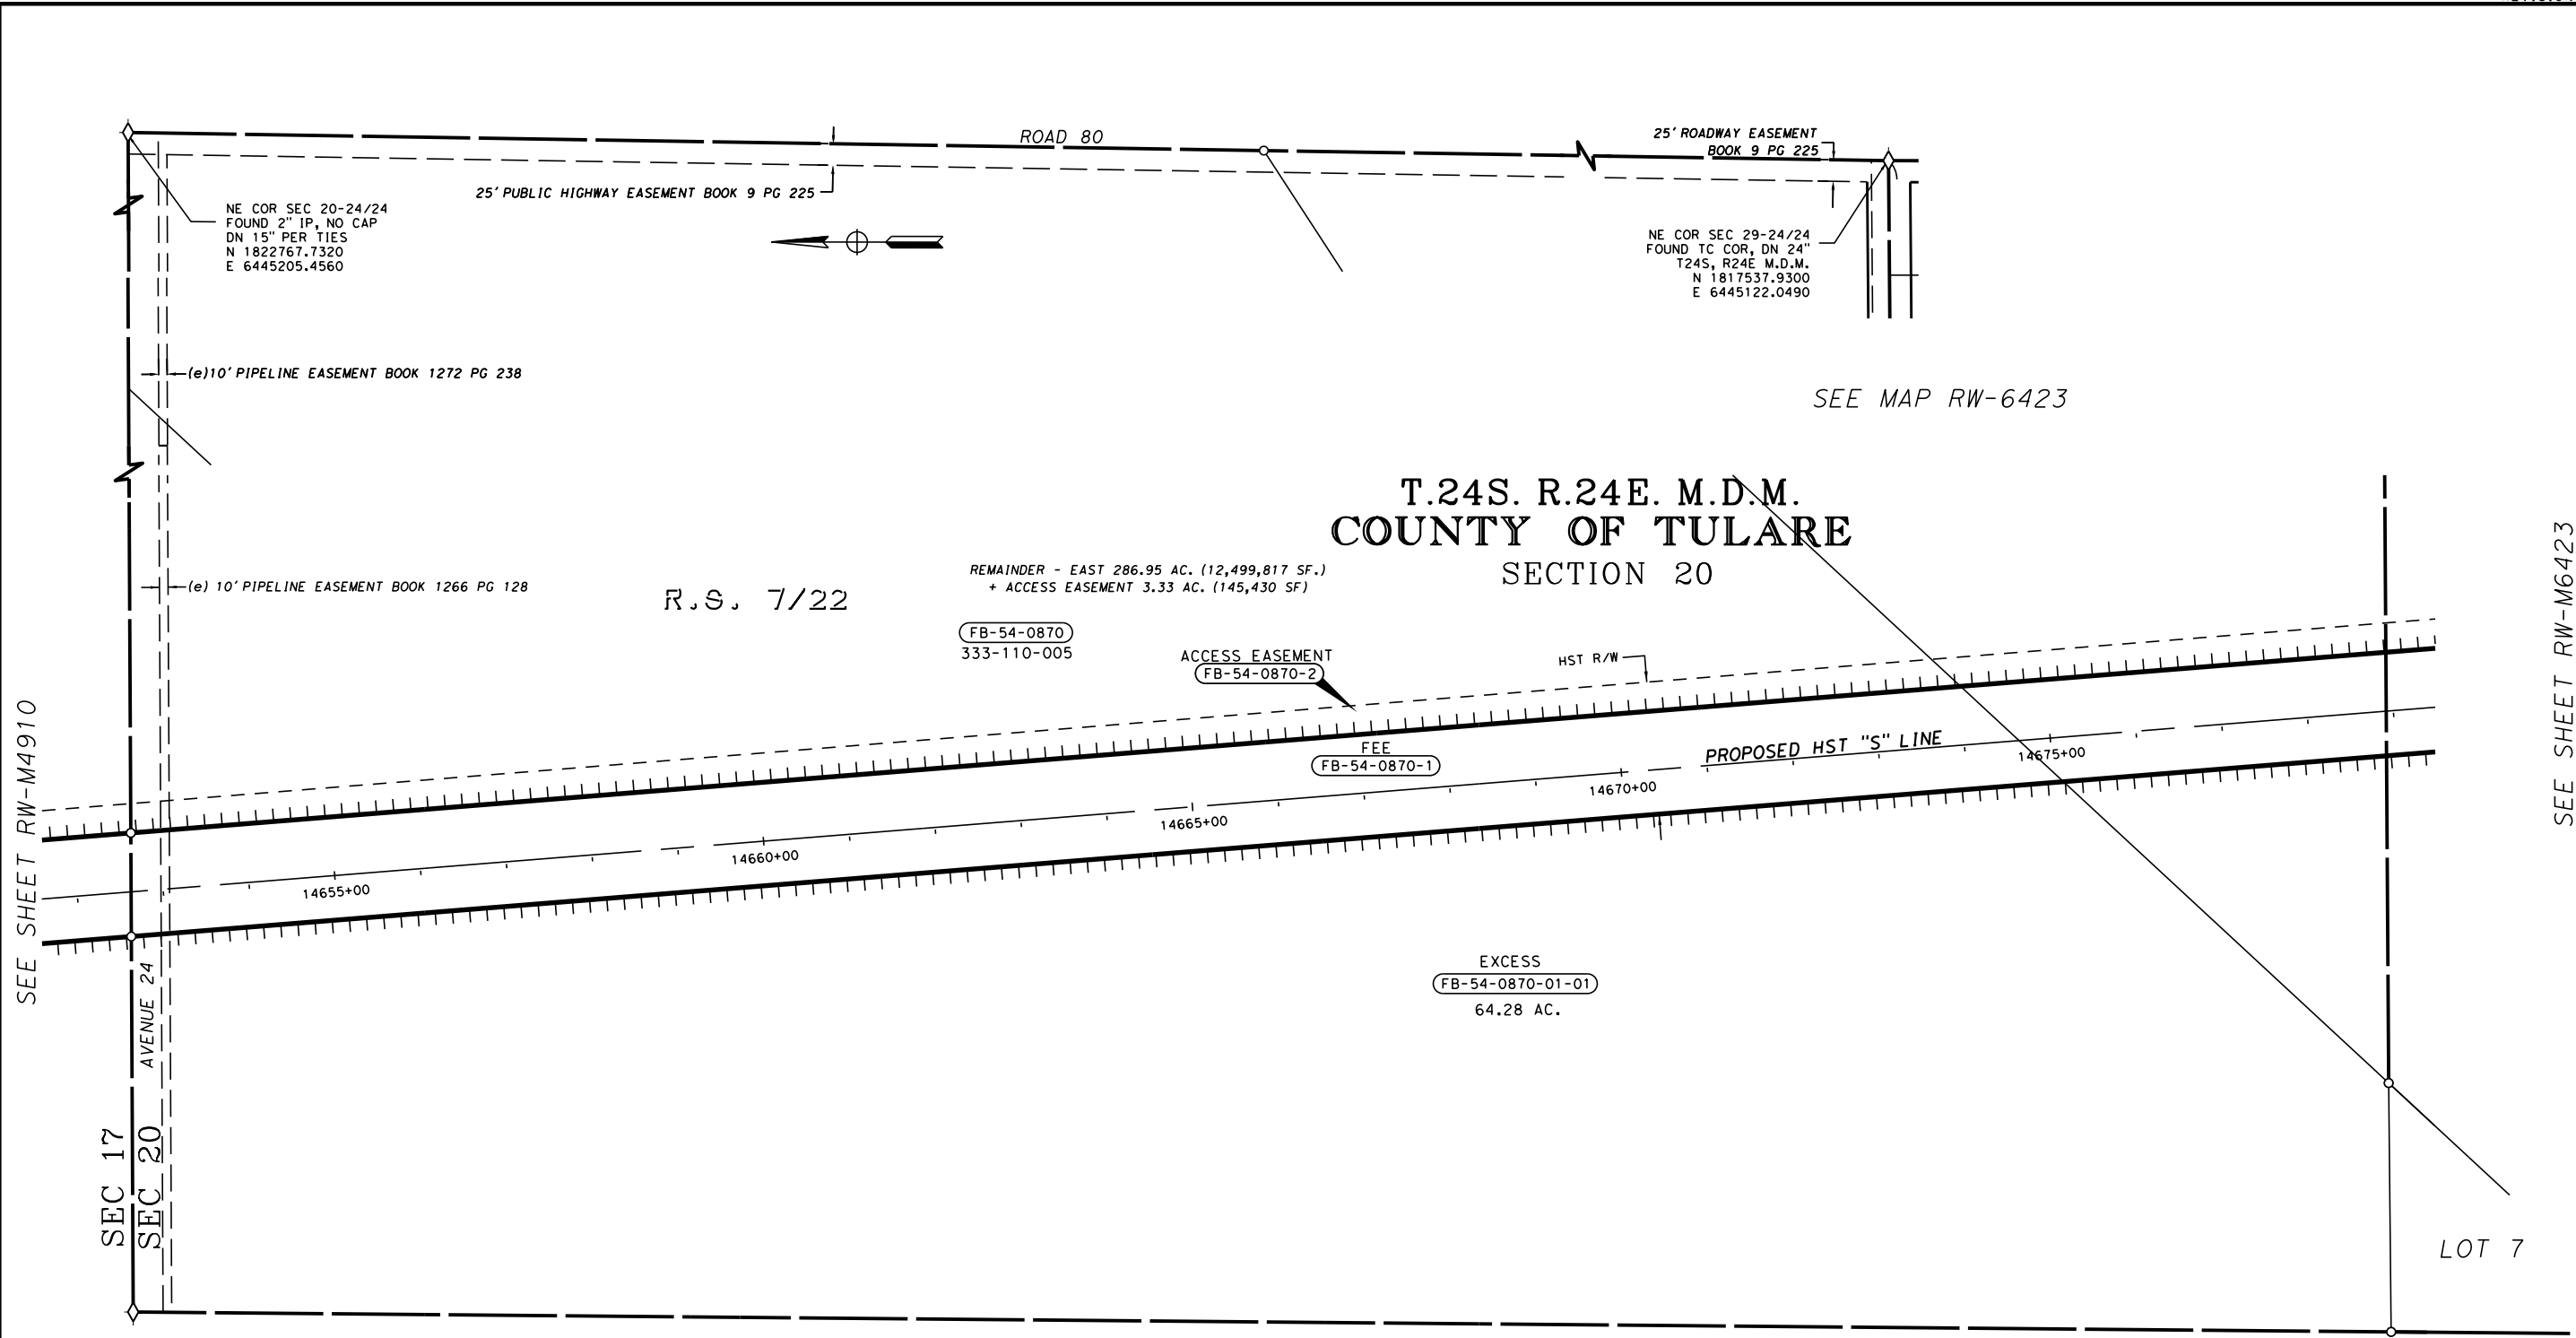 ROAD 80
25' ROADWAY EASEMENT
BOOK 9 PG 225
25' PUBLIC HIGHWAY EASEMENT BOOK 9 PG 225
NE COR SEC 20-24/24
FOUND 2" IP, NO CAP
DN 15" PER TIES
N 1822767.7320
E 6445205.4560
NE COR SEC 29-24/24
FOUND TC COR, DN 24"
T24S, R24E M.D.M.
N 1817537.9300
E 6445122.0490
(e)10' PIPELINE EASEMENT BOOK 1272 PG 238
SEE MAP RW-6423
T.24S. R.24E. M.D.M.
COUNTY OF TULARE
SECTION 20
REMAINDER - EAST 286.95 AC. (12,499,817 SF.)
+ ACCESS EASEMENT 3.33 AC. (145,430 SF)
(e) 10' PIPELINE EASEMENT BOOK 1266 PG 128
R.S. 7/22
FB-54-0870
333-110-005
ACCESS EASEMENT
FB-54-0870-2
HST R/W
SEE SHEET RW-M4910
SEE SHEET RW-M6423
FEE
FB-54-0870-1
PROPOSED HST "S" LINE
14655+00
14660+00
14665+00
14670+00
14675+00
EXCESS
FB-54-0870-01-01
64.28 AC.
AVENUE 24
SEC 17
SEC 20
LOT 7